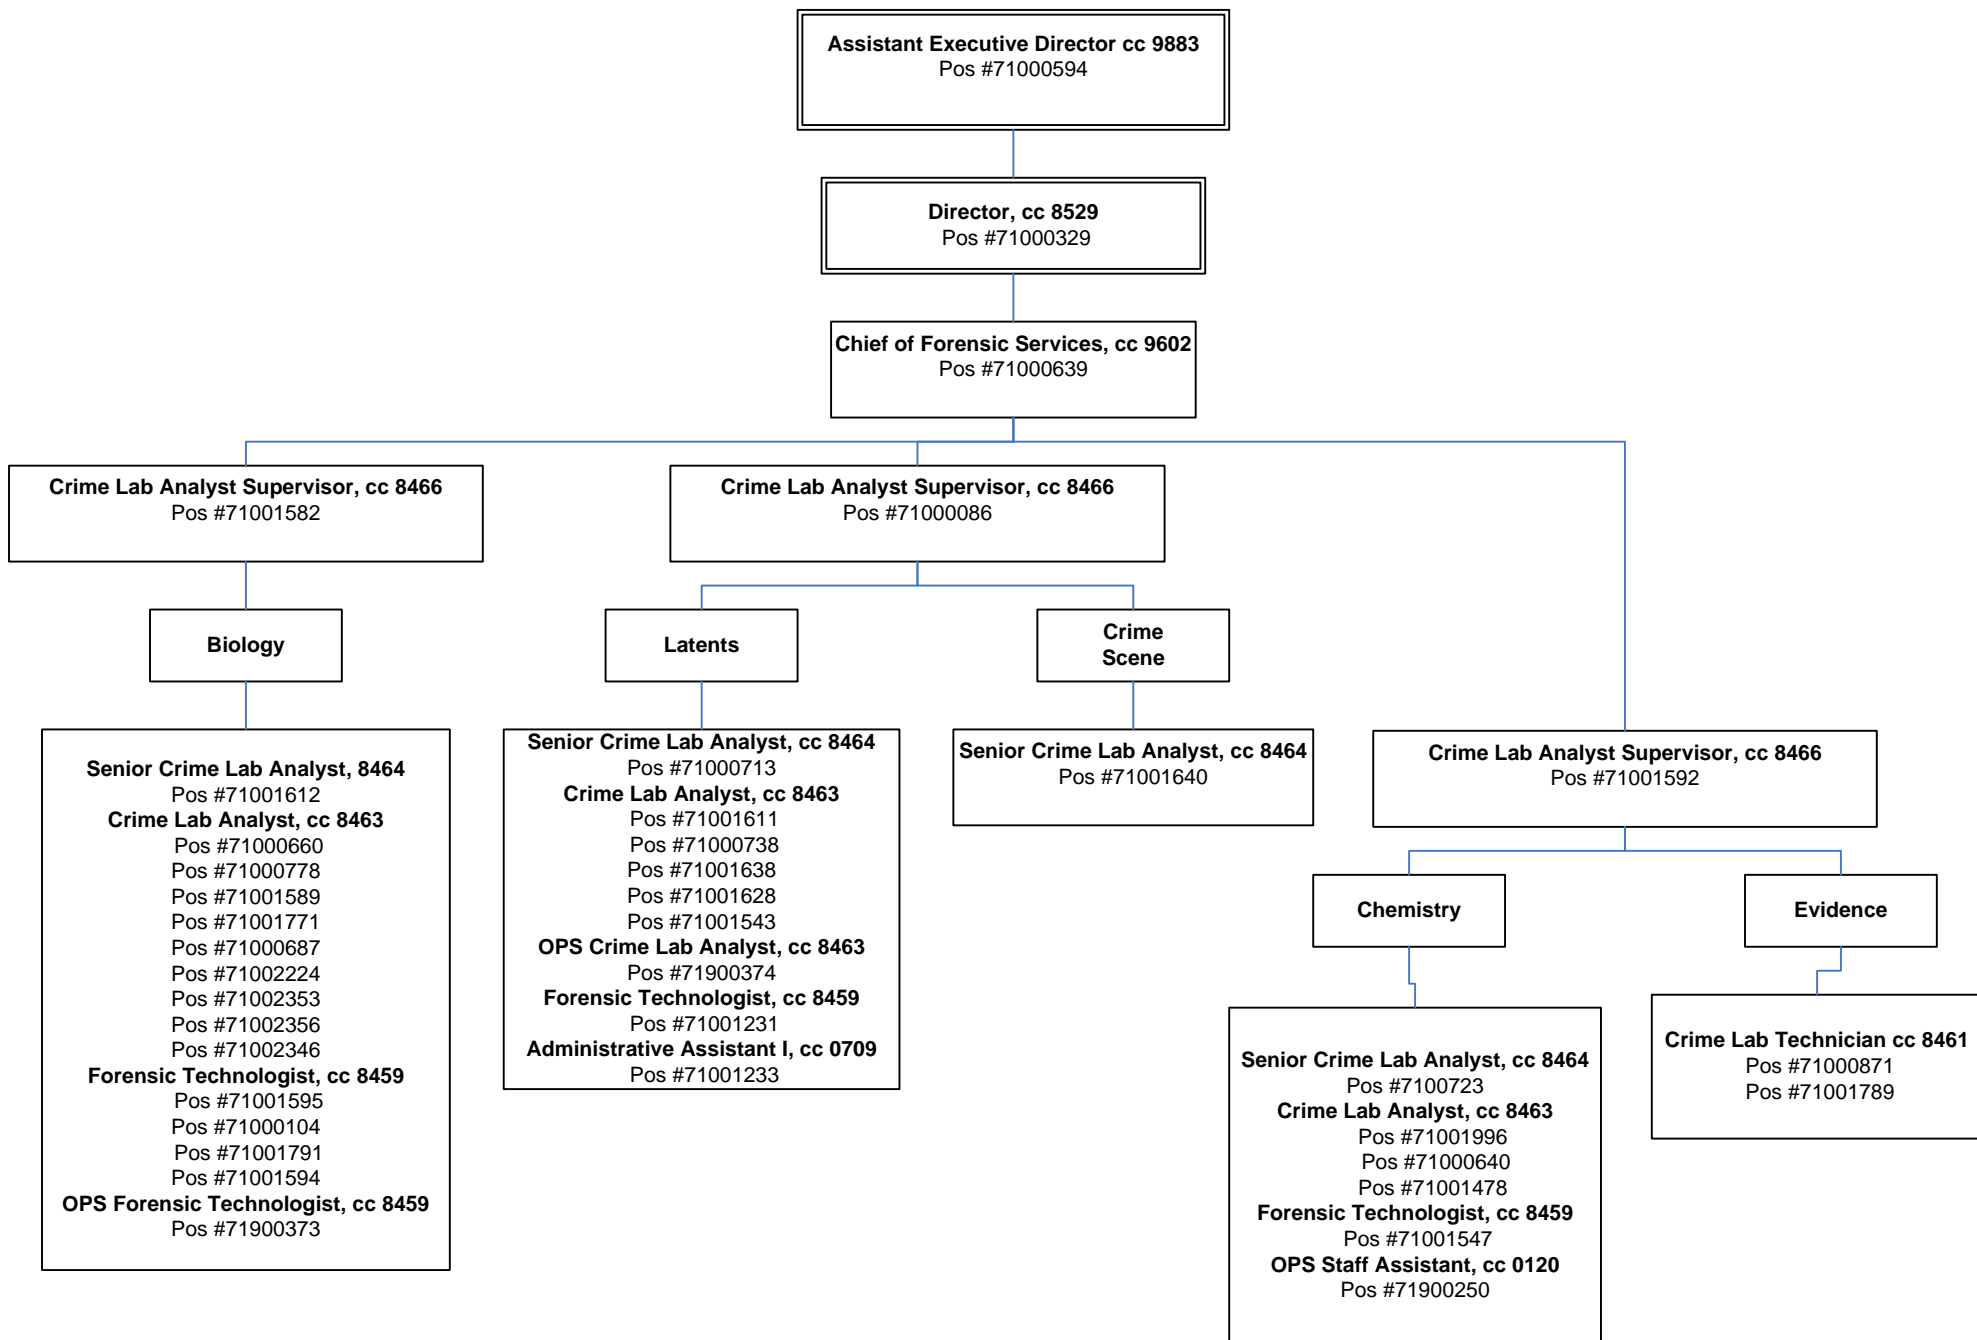 Assistant Executive Director cc 9883
Pos #71000594
Director, cc 8529
Pos #71000329
Chief of Forensic Services, cc 9602
Pos #71000639
Crime Lab Analyst Supervisor, cc 8466
Pos #71001582
Crime Lab Analyst Supervisor, cc 8466
Pos #71000086
Biology
Latents
Crime
Scene
Senior Crime Lab Analyst, 8464
Pos #71001612
Crime Lab Analyst, cc 8463
Pos #71000660
Pos #71000778
Pos #71001589
Pos #71001771
Pos #71000687
Pos #71002224
Pos #71002353
Pos #71002356
Pos #71002346
Forensic Technologist, cc 8459
Pos #71001595
Pos #71000104
Pos #71001791
Pos #71001594
OPS Forensic Technologist, cc 8459
Pos #71900373
Senior Crime Lab Analyst, cc 8464
Pos #71000713
Crime Lab Analyst, cc 8463
Pos #71001611
Pos #71000738
Pos #71001638
Pos #71001628
Pos #71001543
OPS Crime Lab Analyst, cc 8463
Pos #71900374
Forensic Technologist, cc 8459
Pos #71001231
Administrative Assistant I, cc 0709
Pos #71001233
Senior Crime Lab Analyst, cc 8464
Pos #71001640
Crime Lab Analyst Supervisor, cc 8466
Pos #71001592
Chemistry
Evidence
Senior Crime Lab Analyst, cc 8464
Pos #7100723
Crime Lab Analyst, cc 8463
Pos #71001996
Pos #71000640
Pos #71001478
Forensic Technologist, cc 8459
Pos #71001547
OPS Staff Assistant, cc 0120
Pos #71900250
Crime Lab Technician cc 8461
Pos #71000871
Pos #71001789